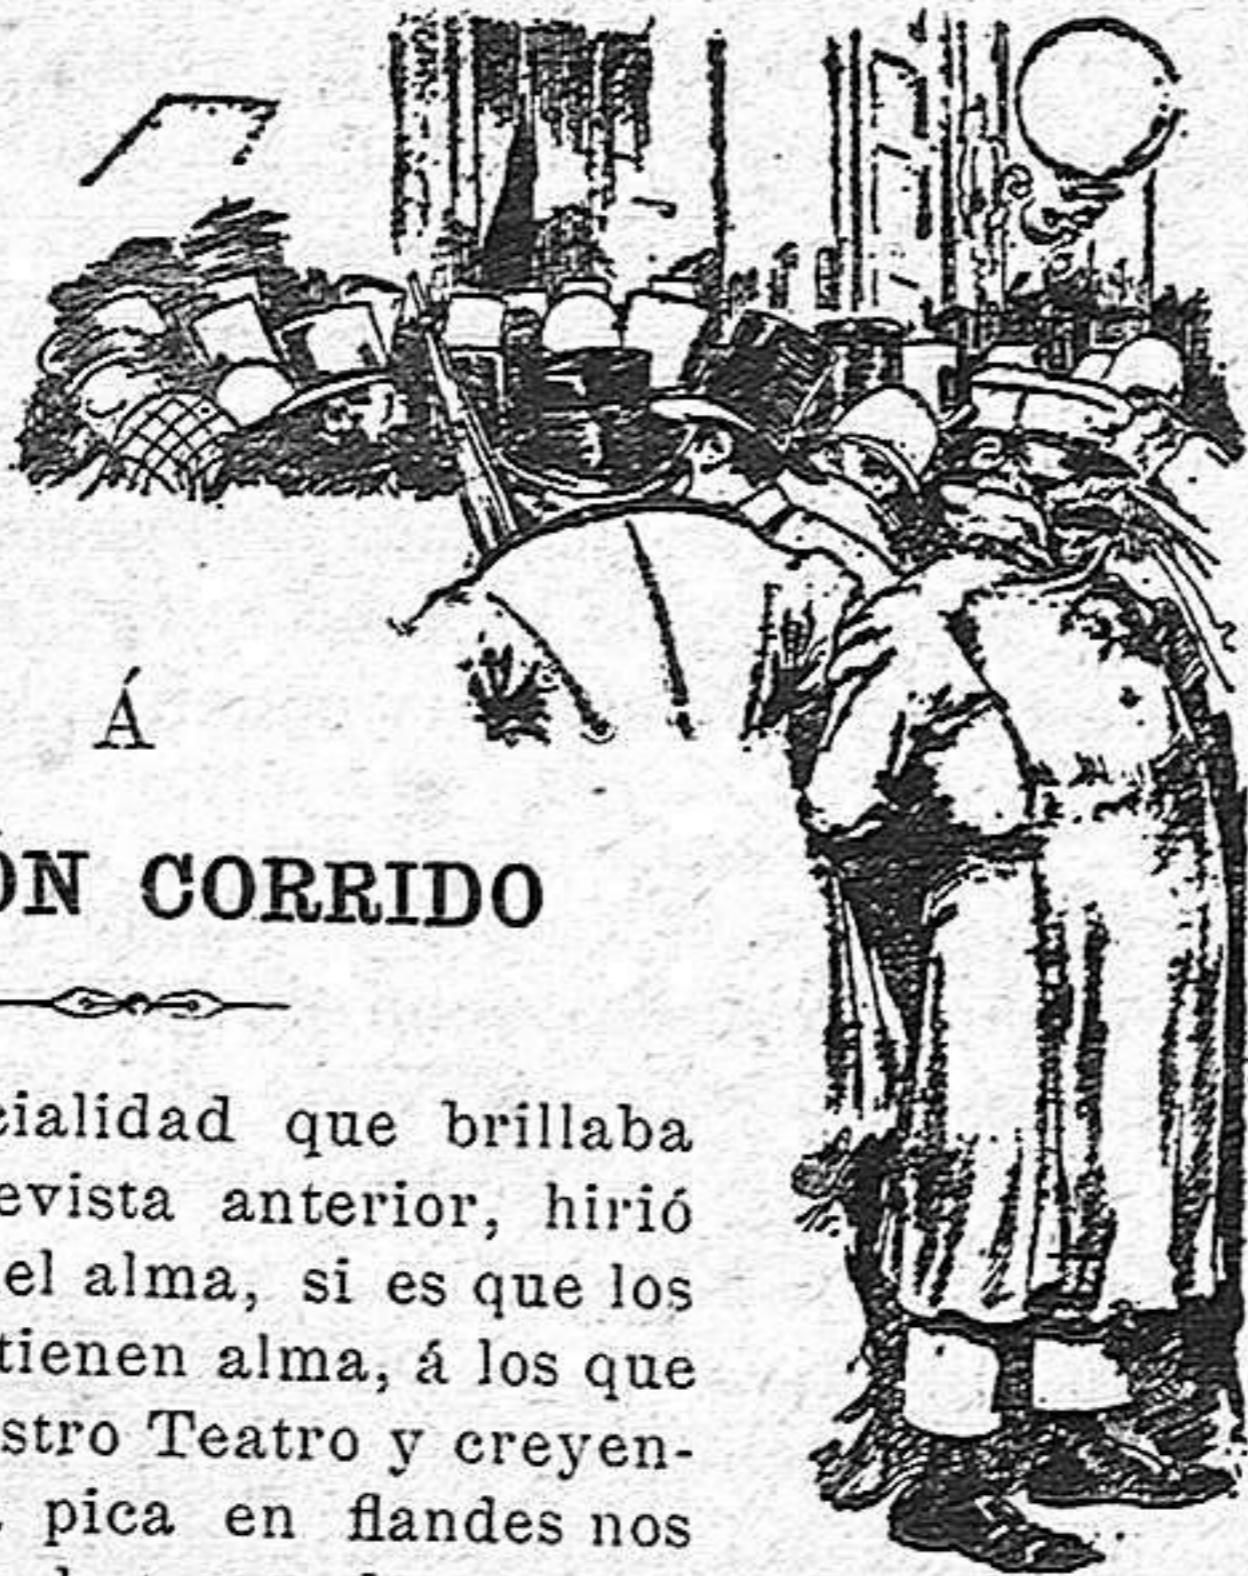 Á
ÓN CORRIDO
cialidad que brillaba
evista anterior, hirió
el alma, si es que los
tienen alma, á los que
stro Teatro y creyen-
pica en flandes nos